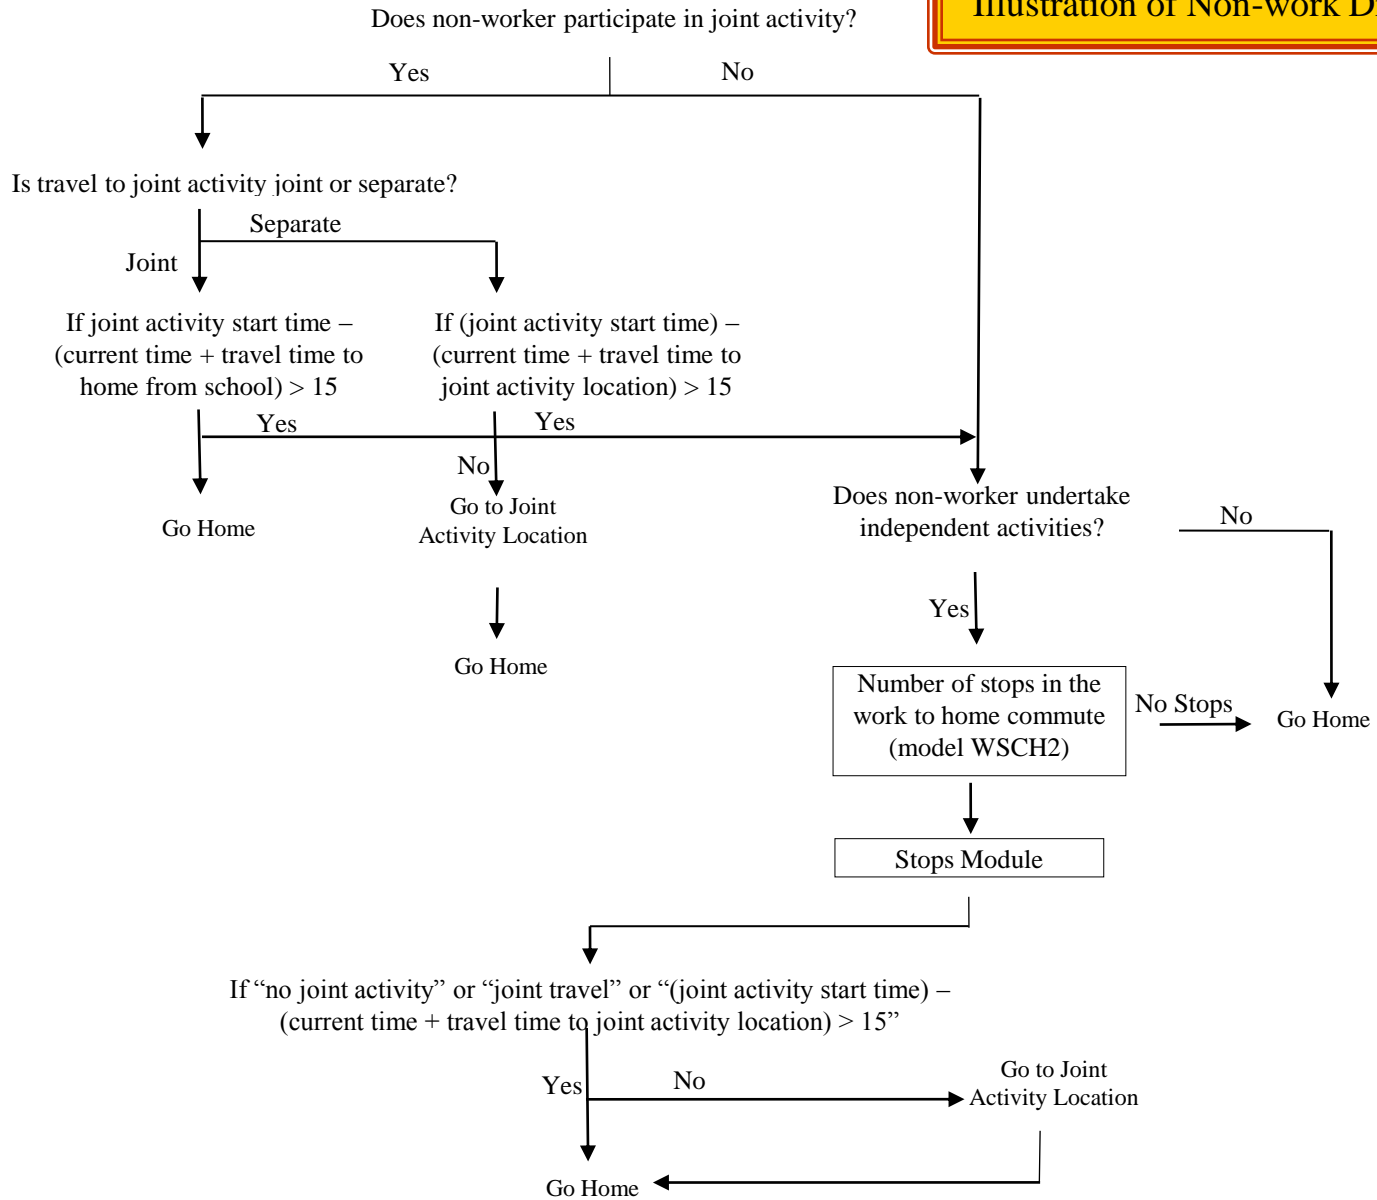 Does non-worker participate in joint activity?
Illustration of Non-work
Yes
No
Is travel to joint activity joint or separate?
Separate
Joint
If joint activity start time –
(current time + travel time to
home from school) > 15
If (joint activity start time) –
(current time + travel time to
joint activity location) > 15
Yes
Yes
No
Go Home
Go to Joint
Activity Location
Does non-worker undertake
independent activities?
No
Yes
Go Home
Number of stops in the
work to home commute
(model WSCH2)
No Stops
Go Home
Stops Module
If “no joint activity” or “joint travel” or “(joint activity start time) –
(current time + travel time to joint activity location) > 15”
Yes
No
Go to Joint
Activity Location
Go Home